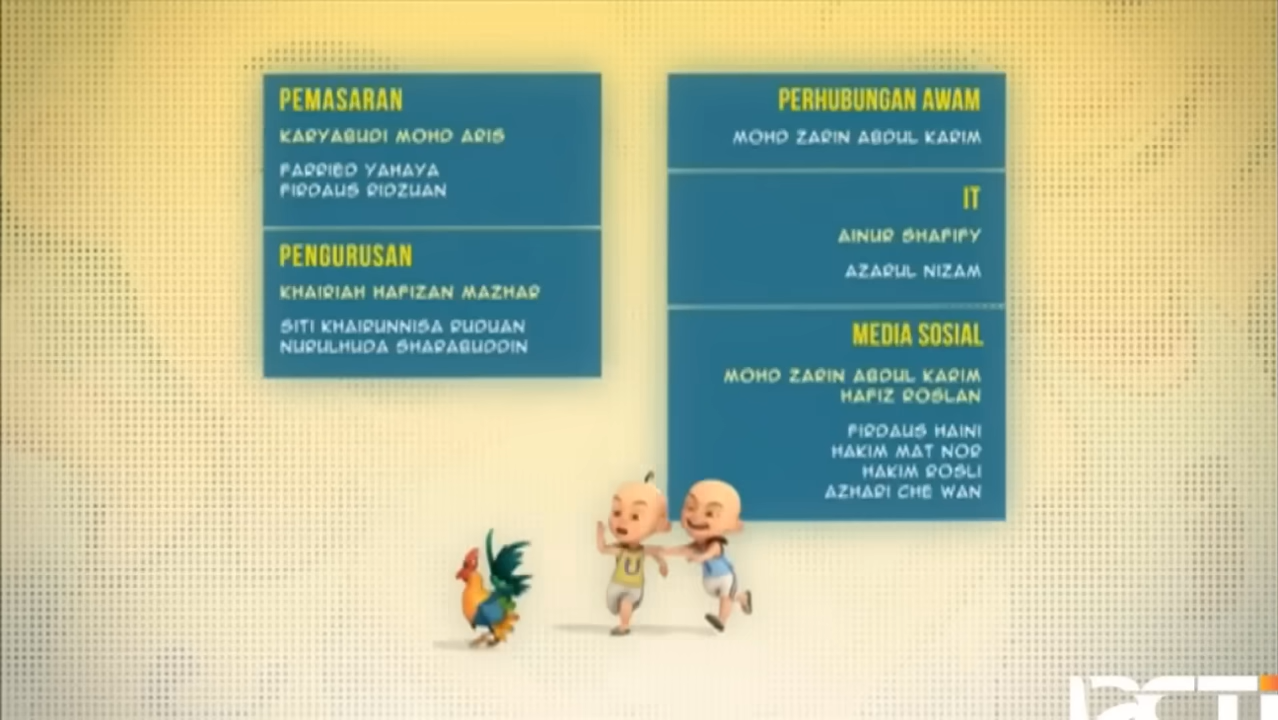 PEMASARAN
KARYABUDI MOHD ARIS
FARRIED YAHAYA
FIRDAUS RIDZUAN
PENGURUSAN
KHAIRIAH HAFIZAN MAZHAR
SITI KHAIRUNNISA RUDUAN
NURULHUDA SHARABUDDIN
PERHUBUNGAN AWAM
MOHD ZARIN ABDUL KARIM
IT
AINUR SHAFIFY
AZARUL NIZAM
MEDIA SOSIAL
MOHD ZARIN ABDUL KARIM
HAFIZ ROSLAN
FIRDAUS HAINI
HAKIM MAT NOR
HAKIM ROSLI
AZHARI CHE WAN
U